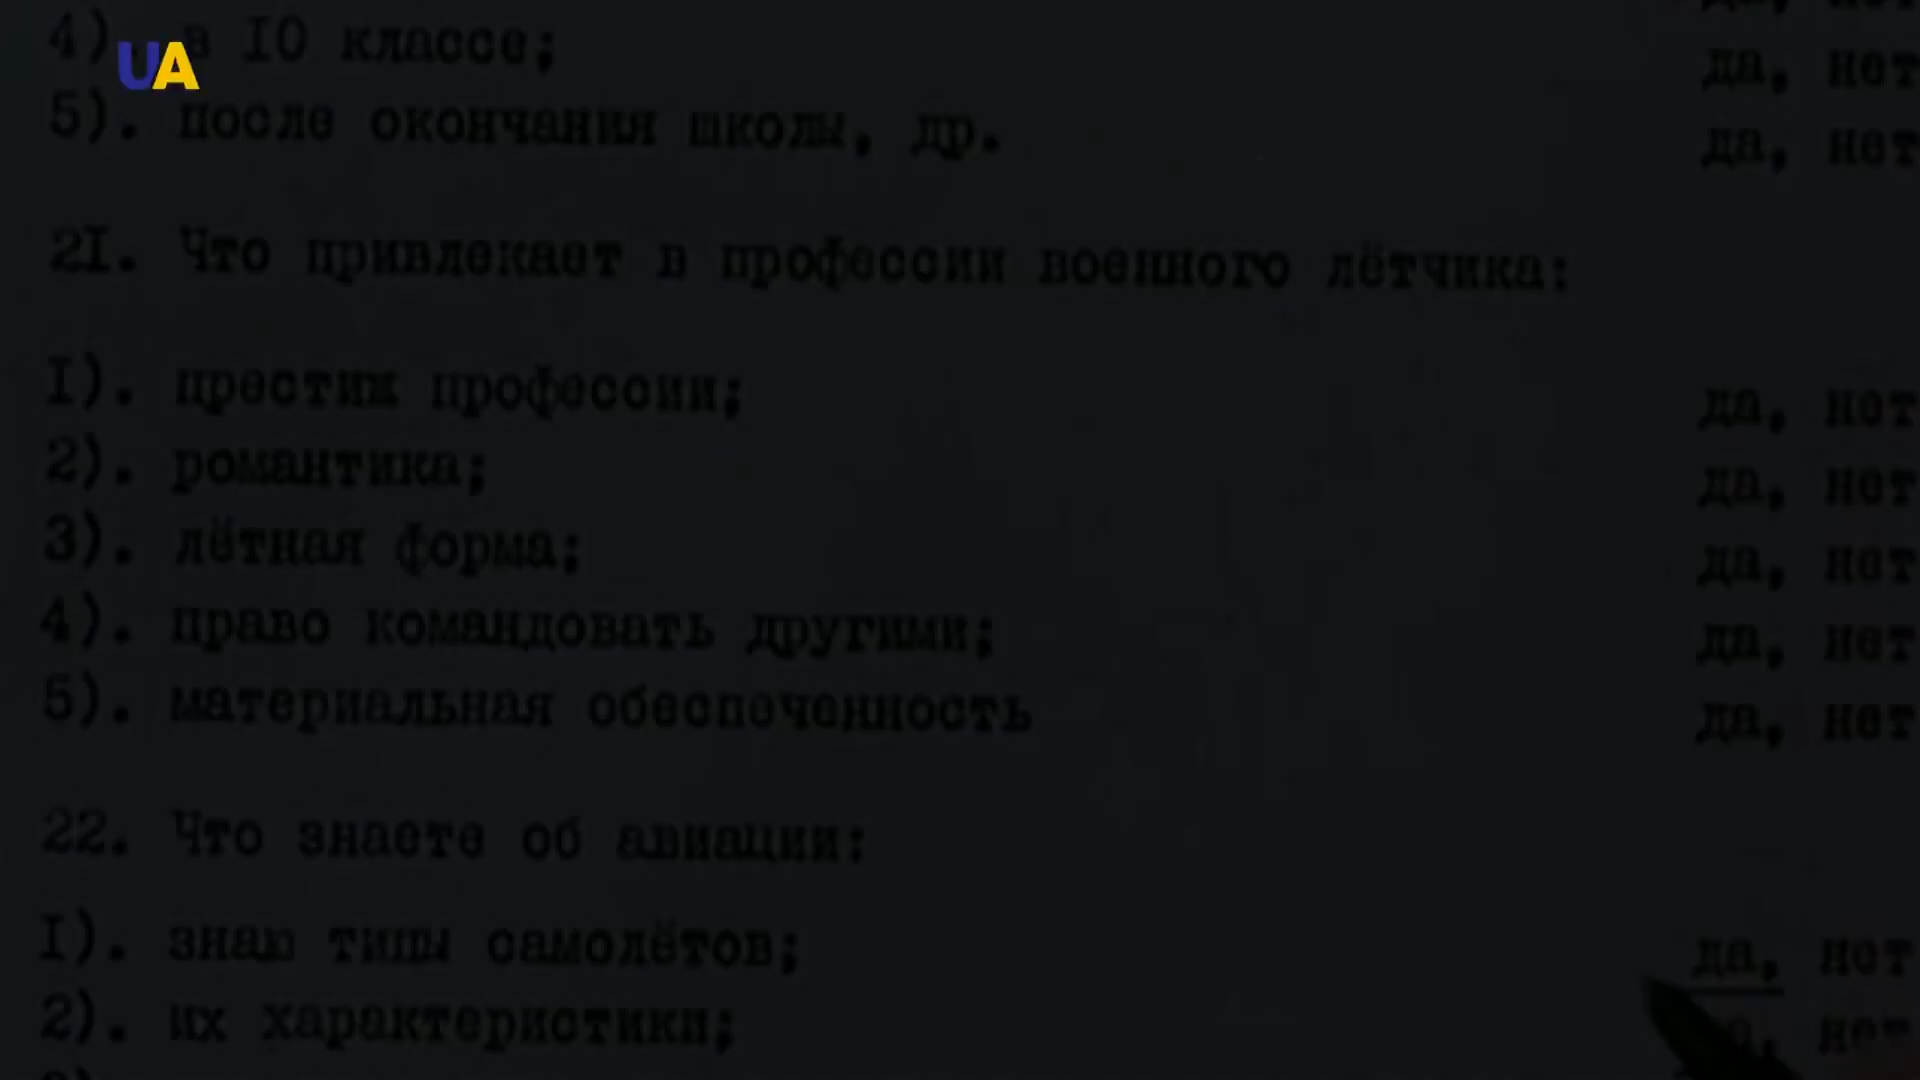 да, нет
4). в 10 классе; да, нет
UA
5). после окончания школы, др. да, нет
21. Что привлекает в профессии военного лётчика:
1). престиж профессии; да, нет
2). романтика; да, нет
3). лётная форма; да, нет
4). право командовать другими; да, нет
5). материальная обеспеченность да, нет
22. Что знаете об авиации:
1). знаю типы самолётов; да, нет
2). их характеристики; нет